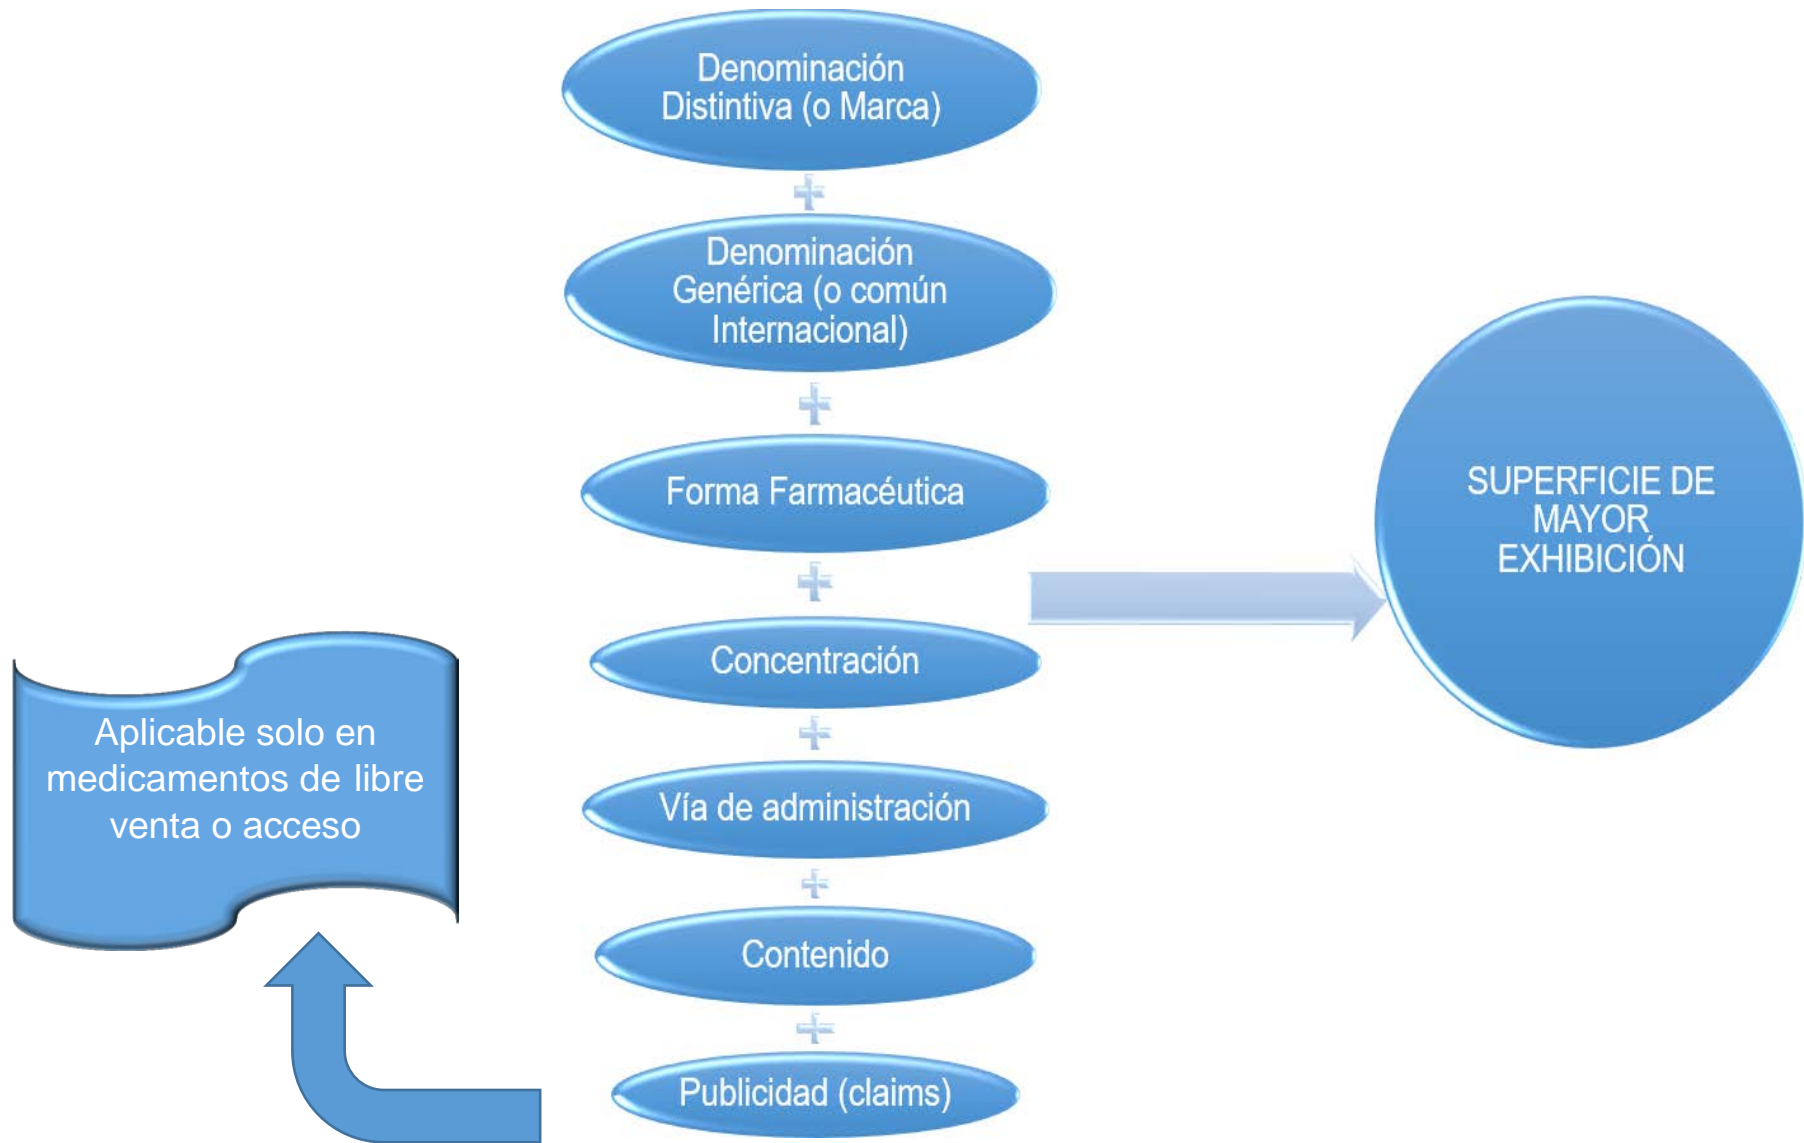 Denominación
Distintiva (o Marca)
Denominación
Genérica (o común
Internacional)
Forma Farmacéutica
Concentración
Vía de administración
Contenido
Publicidad (claims)
SUPERFICIE DE
MAYOR
EXHIBICIÓN
Aplicable solo en
medicamentos de libre
venta o acceso